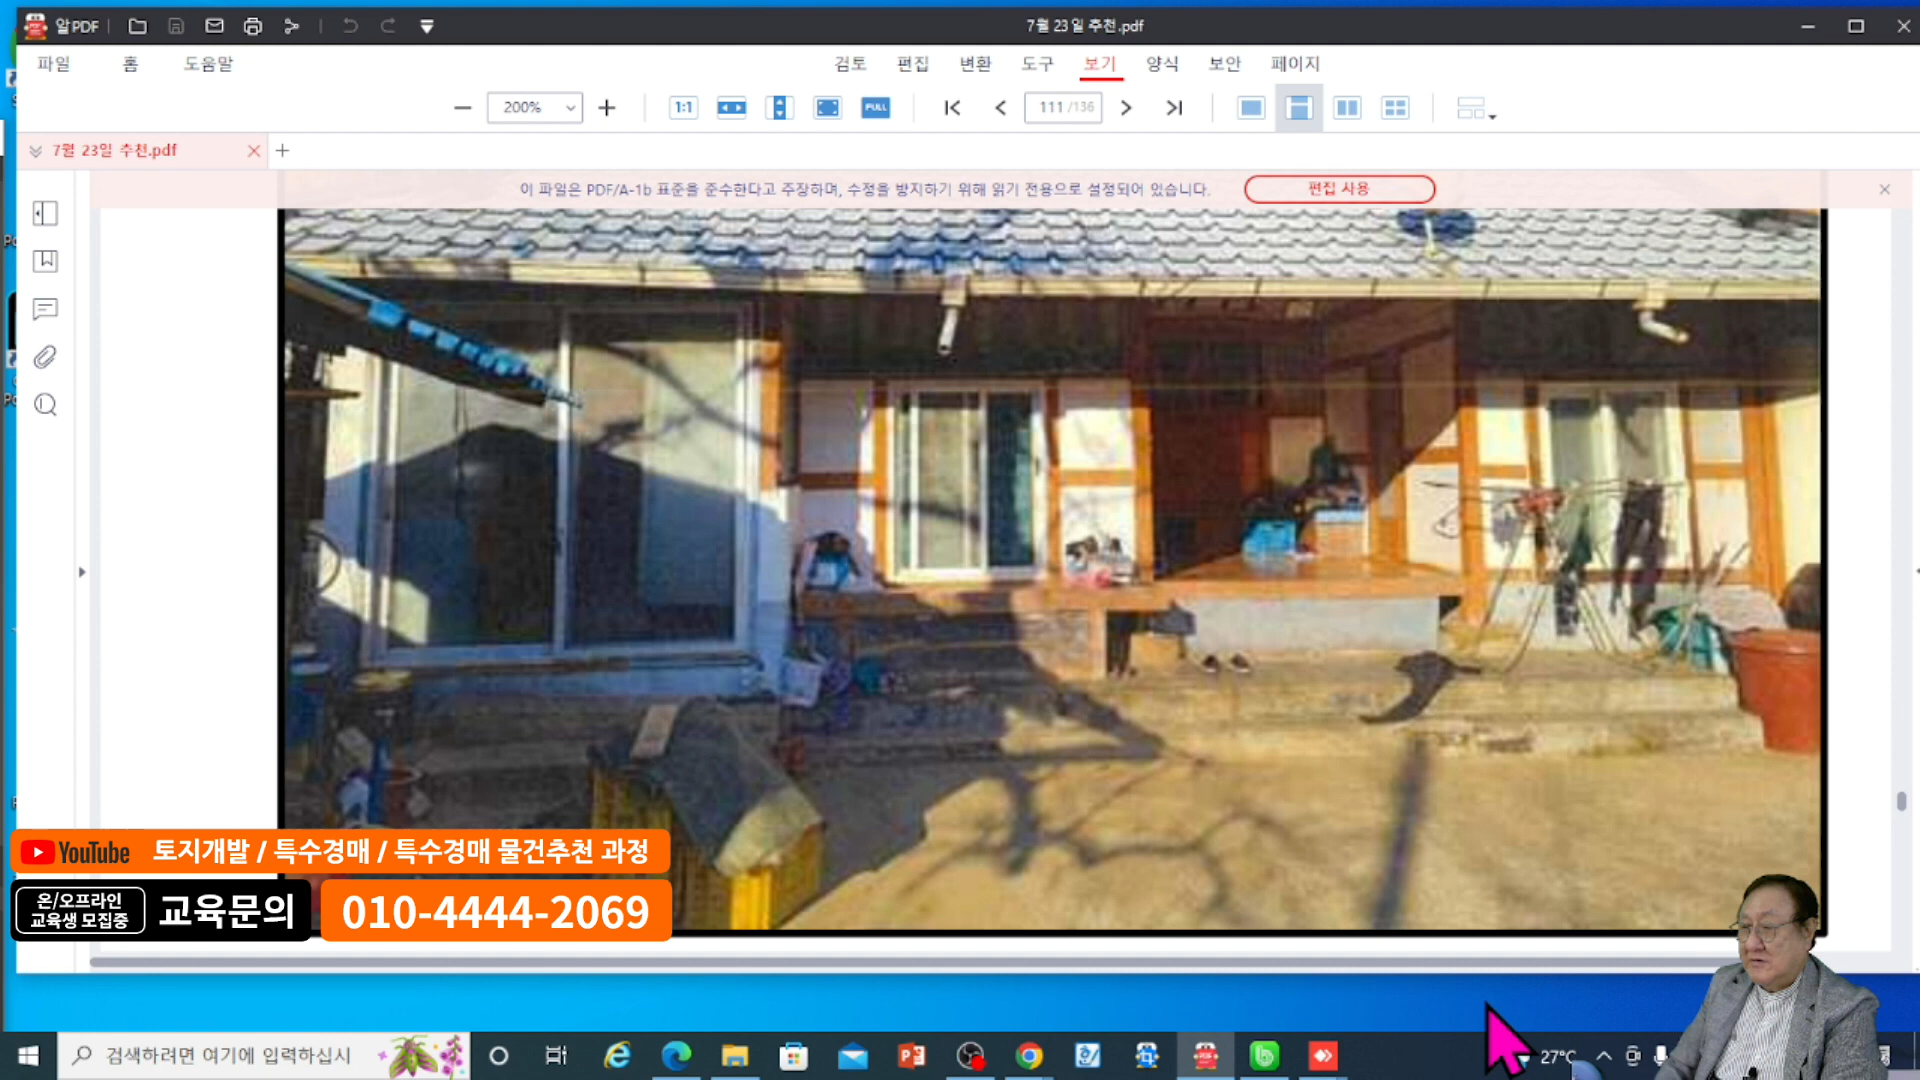 알PDF
7월 23일 추천.pdf
파일 홈 도움말 검토 편집 변환 도구 보기 양식 보안 페이지
200% 1:1 FULL 111 /136
7월 23일 추천.pdf
이 파일은 PDF/A-1b 표준을 준수한다고 주장하며, 수정을 방지하기 위해 읽기 전용으로 설정되어 있습니다. 편집 사용
YouTube 토지개발 / 특수경매 / 특수경매 물건추천 과정
온/오프라인
교육생 모집중
교육문의 010-4444-2069
검색하려면 여기에 입력하십시
27°C